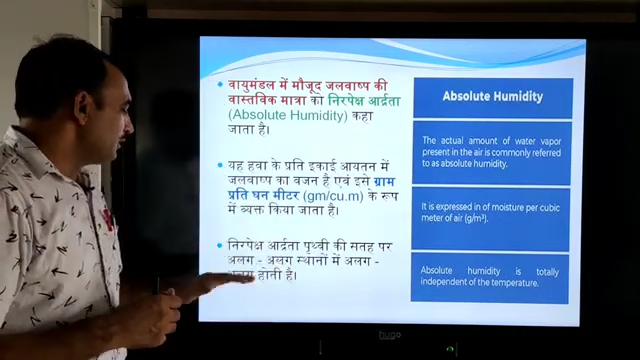 वायुमंडल में मौजूद जलवाष्प की
वास्तविक मात्रा को निरपेक्ष आर्द्रता
(Absolute Humidity) कहा
जाता है।
यह हवा के प्रति इकाई आयतन में
जलवाष्प का वजन है एवं इसे ग्राम
प्रति घन मीटर (gm/cu.m) के रूप
में व्यक्त किया जाता है।
निरपेक्ष आर्द्रता पृथ्वी की सतह पर
अलग - अलग स्थानों में अलग -
अलग होती है।
Absolute Humidity
The actual amount of water vapor
present in the air is commonly referred
to as absolute humidity.
It is expressed in of moisture per cubic
meter of air (g/m³).
Absolute humidity is totally
independent of the temperature.
hugo